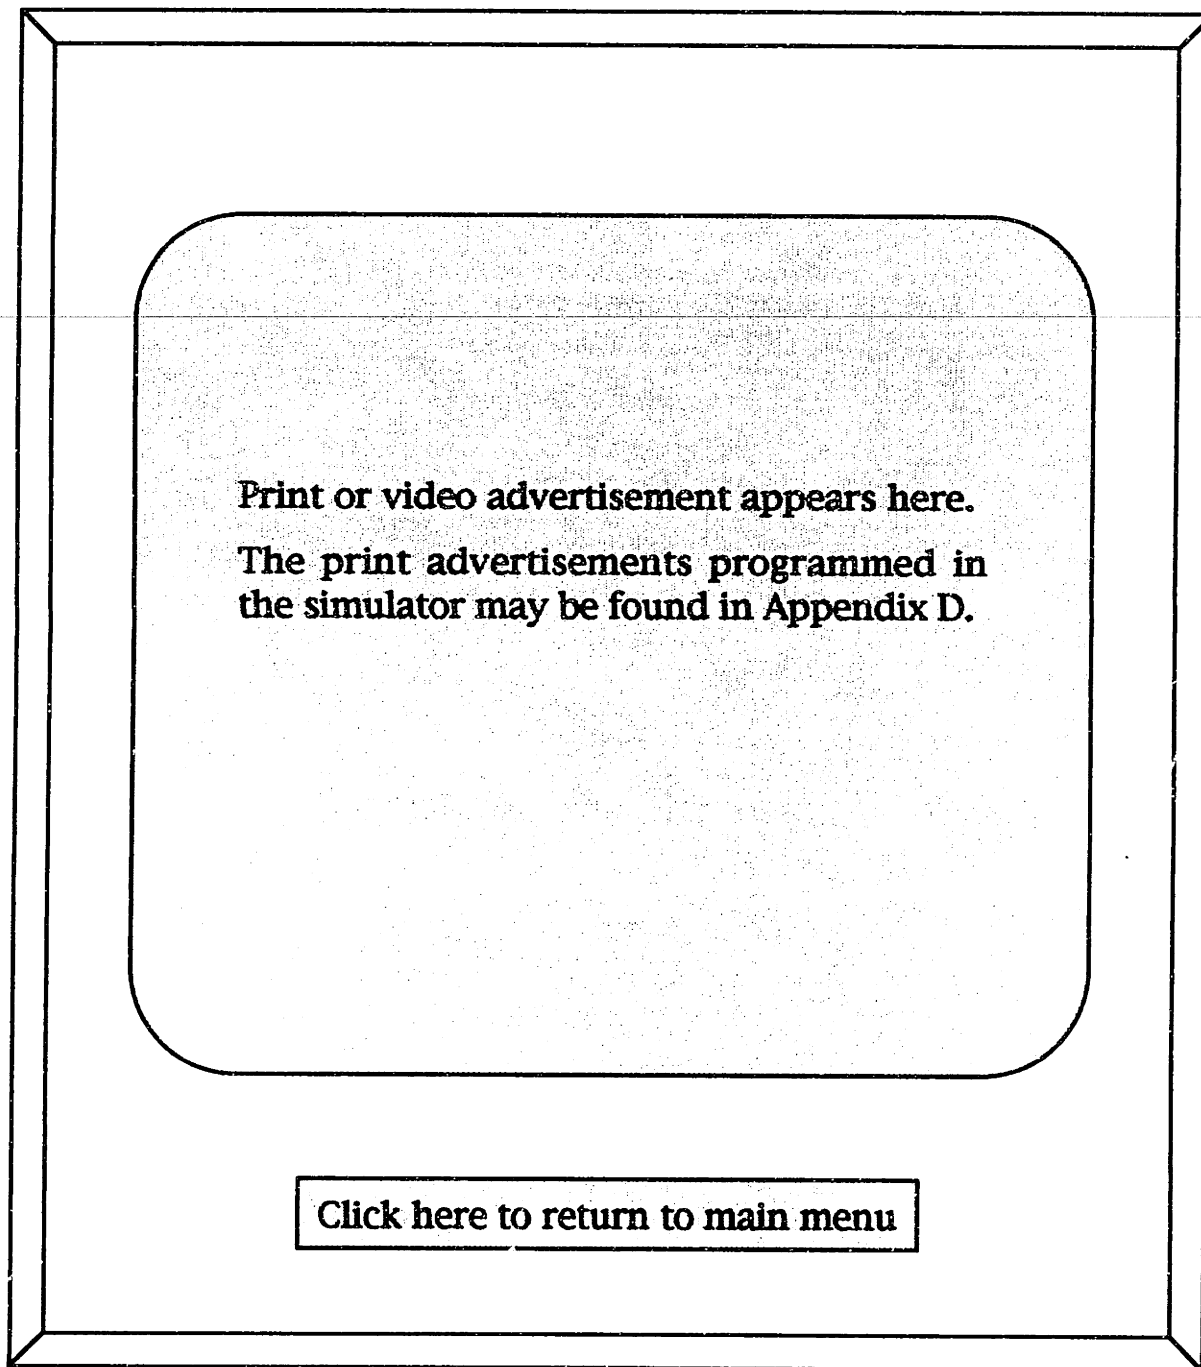 Print or video advertisement appears here.
The print advertisements programmed in
the simulator may be found in Appendix D.
Click here to return to main menu